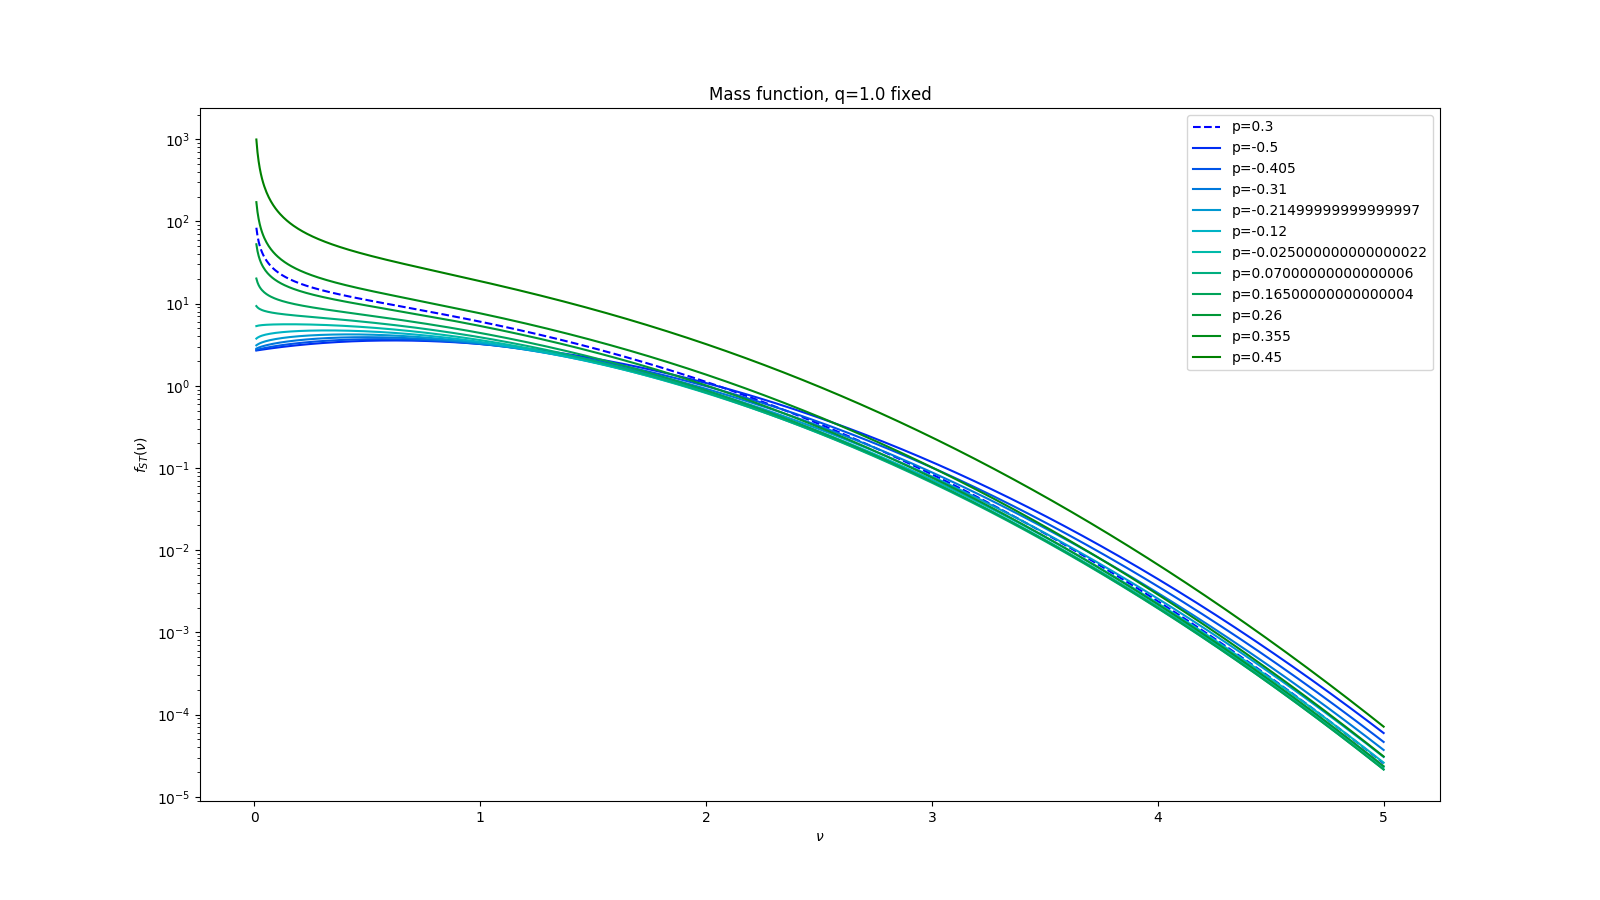 Mass function, q=1.0 fixed
p=0.3
p=-0.5
p=-0.405
p=-0.31
p=-0.21499999999999997
p=-0.12
p=-0.025000000000000022
p=0.07000000000000006
p=0.16500000000000004
p=0.26
p=0.355
p=0.45
10³
10²
10¹
10⁰
10⁻¹
10⁻²
10⁻³
10⁻⁴
10⁻⁵
f_ST(ν)
0 1 2 3 4 5
ν